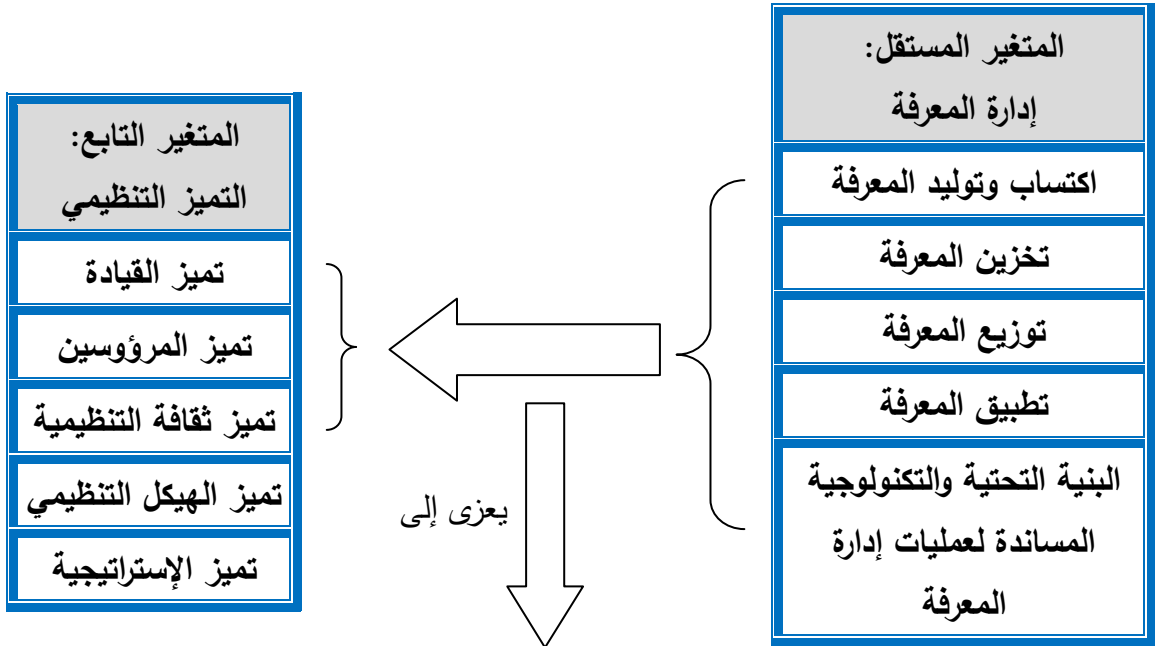 المتغير المستقل:
إدارة المعرفة
اكتساب وتوليد المعرفة
تخزين المعرفة
توزيع المعرفة
تطبيق المعرفة
البنية التحتية والتكنولوجية
المساندة لعمليات إدارة
المعرفة
يعزى إلى
المتغير التابع:
التميز التنظيمي
تميز القيادة
تميز المرؤوسين
تميز ثقافة التنظيمية
تميز الهيكل التنظيمي
تميز الإستراتيجية